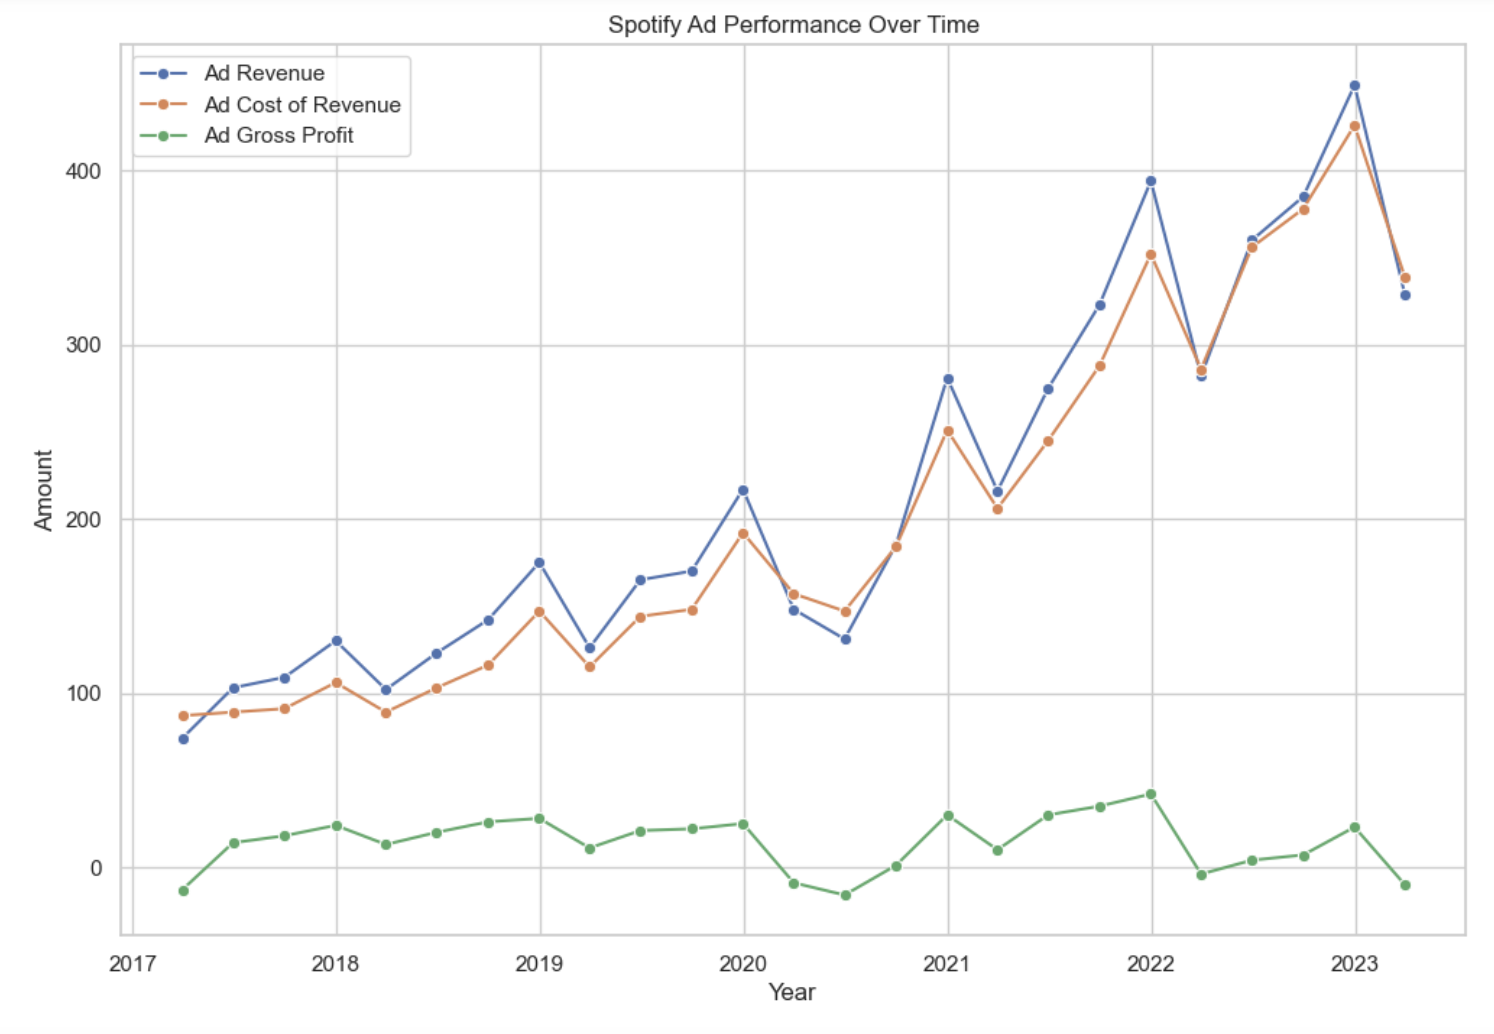 Spotify Ad Performance Over Time
Ad Revenue
Ad Cost of Revenue
Ad Gross Profit
400
300
200
100
0
Amount
2017 2018 2019 2020 2021 2022 2023
Year